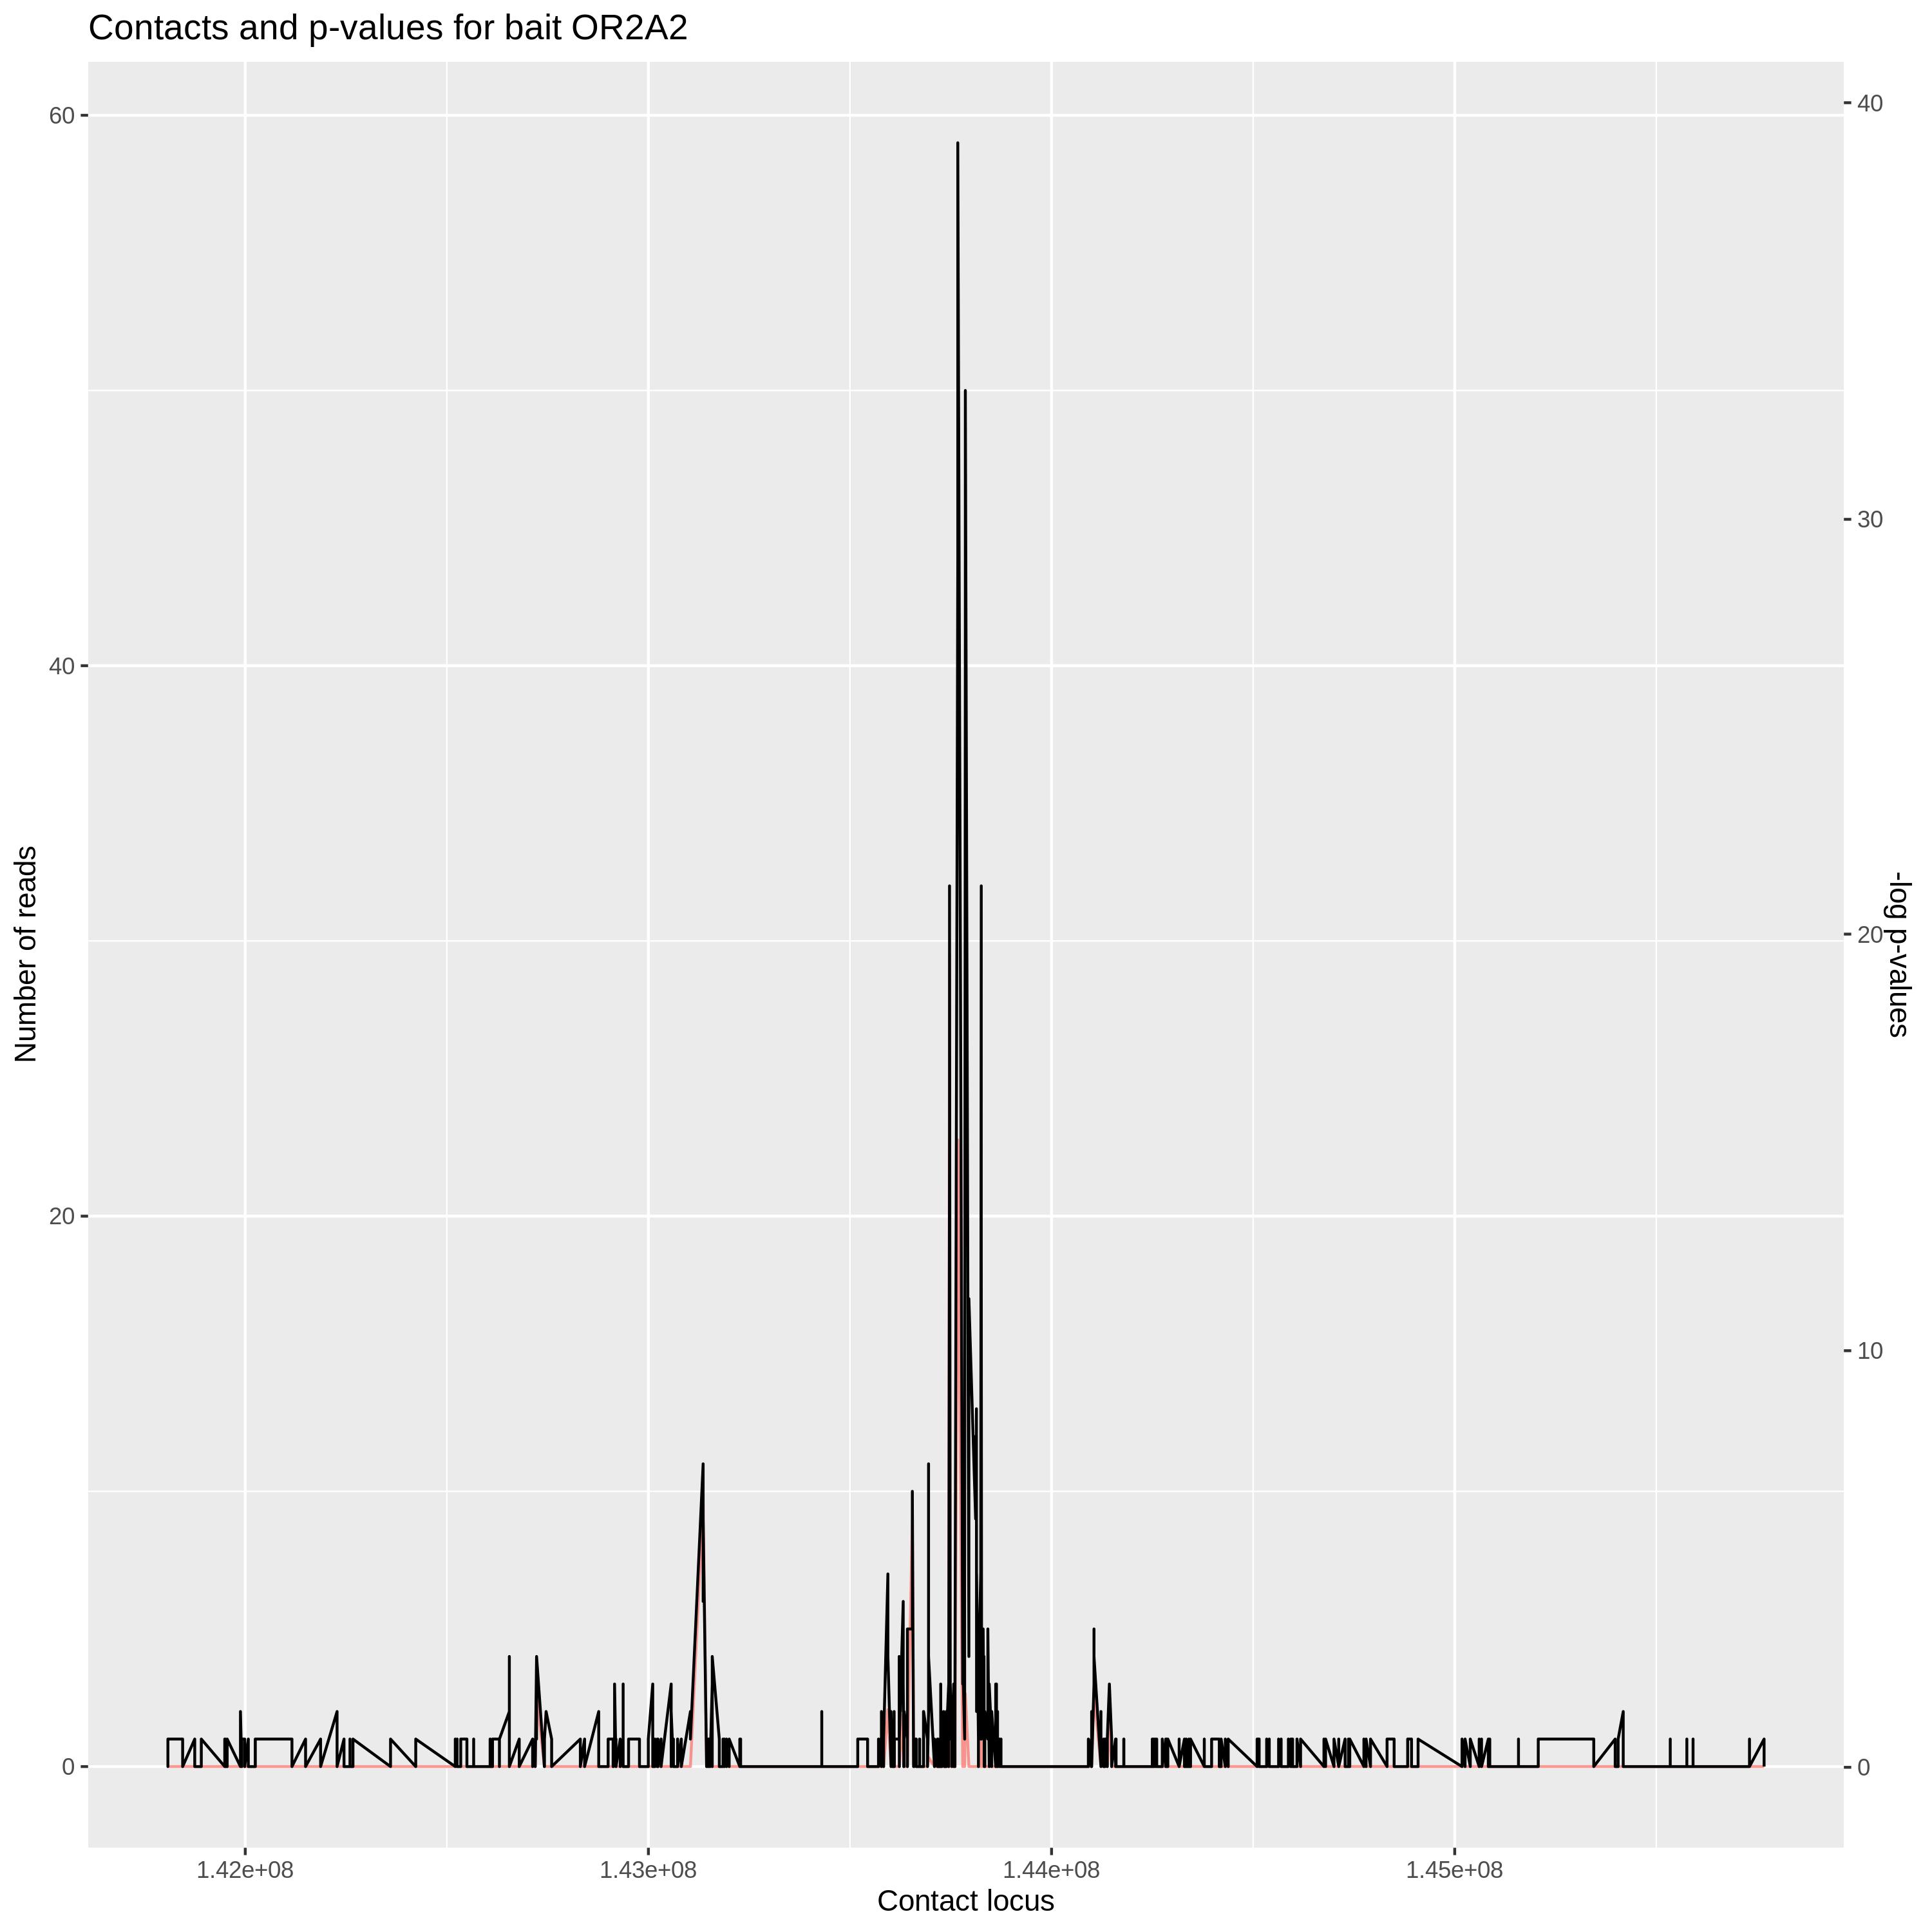 Contacts and p-values for bait OR2A2
60
40
20
0
Number of reads
40
30
20
10
0
-log p-values
1.42e+08
1.43e+08
1.44e+08
1.45e+08
Contact locus